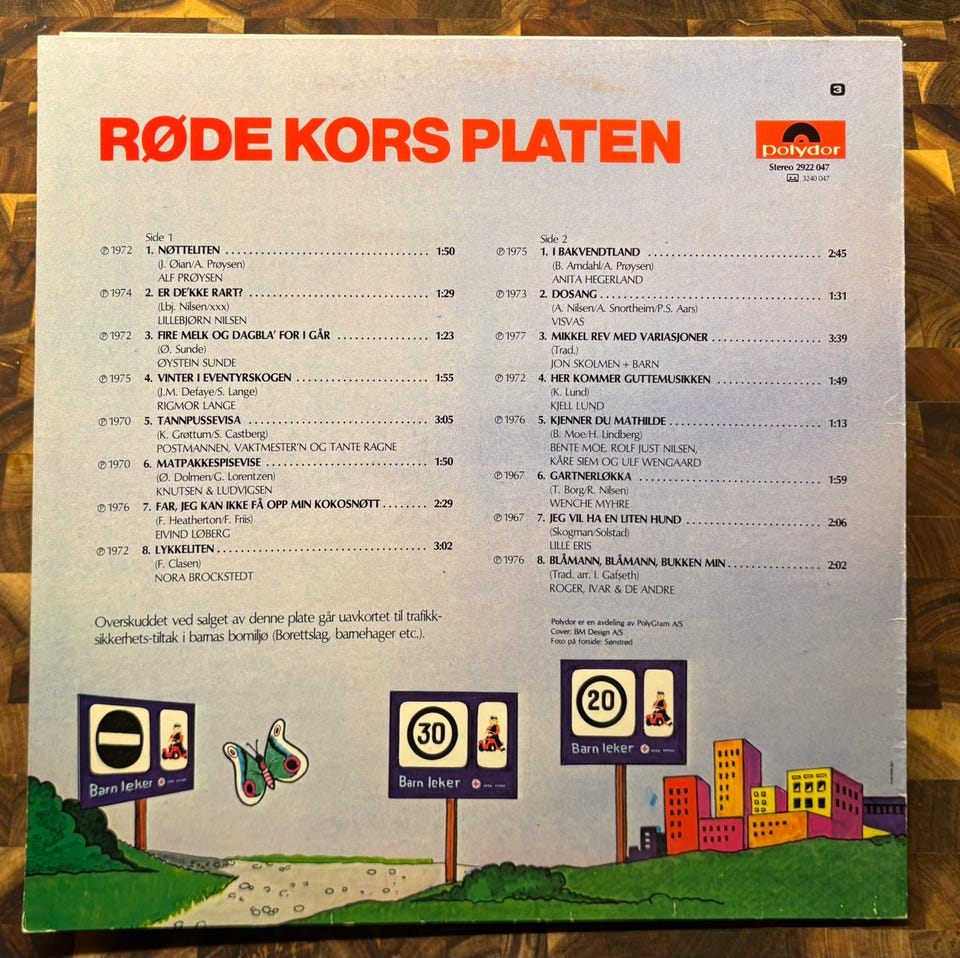 3
RØDE KORS PLATEN
polydor
Stereo 2922 047
3240 047
Side 1
℗ 1972 1. NØTTELITEN 1:50
(J. Øian/A. Prøysen)
ALF PRØYSEN
℗ 1974 2. ER DE'KKE RART? 1:29
(Lbj. Nilsen/xxx)
LILLEBJØRN NILSEN
℗ 1972 3. FIRE MELK OG DAGBLA' FOR I GÅR 1:23
(Ø. Sunde)
ØYSTEIN SUNDE
℗ 1975 4. VINTER I EVENTYRSKOGEN 1:55
(J.M. Defaye/S. Lange)
RIGMOR LANGE
℗ 1970 5. TANNPUSSEVISA 3:05
(K. Grøttum/S. Castberg)
POSTMANNEN, VAKTMESTER'N OG TANTE RAGNE
℗ 1970 6. MATPAKKESPISEVISE 1:50
(Ø. Dolmen/G. Lorentzen)
KNUTSEN & LUDVIGSEN
℗ 1976 7. FAR, JEG KAN IKKE FÅ OPP MIN KOKOSNØTT 2:29
(F. Heatherton/F. Friis)
EIVIND LØBERG
℗ 1972 8. LYKKELITEN 3:02
(F. Clasen)
NORA BROCKSTEDT
Side 2
℗ 1975 1. I BAKVENDTLAND 2:45
(B. Amdahl/A. Prøysen)
ANITA HEGERLAND
℗ 1973 2. DOSANG 1:31
(A. Nilsen/A. Snortheim/P.S. Aars)
VISVAS
℗ 1977 3. MIKKEL REV MED VARIASJONER 3:39
(Trad.)
JON SKOLMEN + BARN
℗ 1972 4. HER KOMMER GUTTEMUSIKKEN 1:49
(K. Lund)
KJELL LUND
℗ 1976 5. KJENNER DU MATHILDE 1:13
(B. Moe/H. Lindberg)
BENTE MOE, ROLF JUST NILSEN,
KÅRE SIEM OG ULF WENGAARD
℗ 1967 6. GARTNERLØKKA 1:59
(T. Borg/R. Nilsen)
WENCHE MYHRE
℗ 1967 7. JEG VIL HA EN LITEN HUND 2:06
(Skogman/Solstad)
LILLE ERIS
℗ 1976 8. BLÅMANN, BLÅMANN, BUKKEN MIN 2:02
(Trad. arr. I. Gafseth)
ROGER, IVAR & DE ANDRE
Overskuddet ved salget av denne plate går uavkortet til trafikk-
sikkerhets-tiltak i barnas bomiljø (Borettslag, barnehager etc.).
Polydor er en avdeling av PolyGram A/S
Cover: BM Design A/S
Foto på forside: Sønstrød
Barn leker
30
Barn leker
20
Barn leker